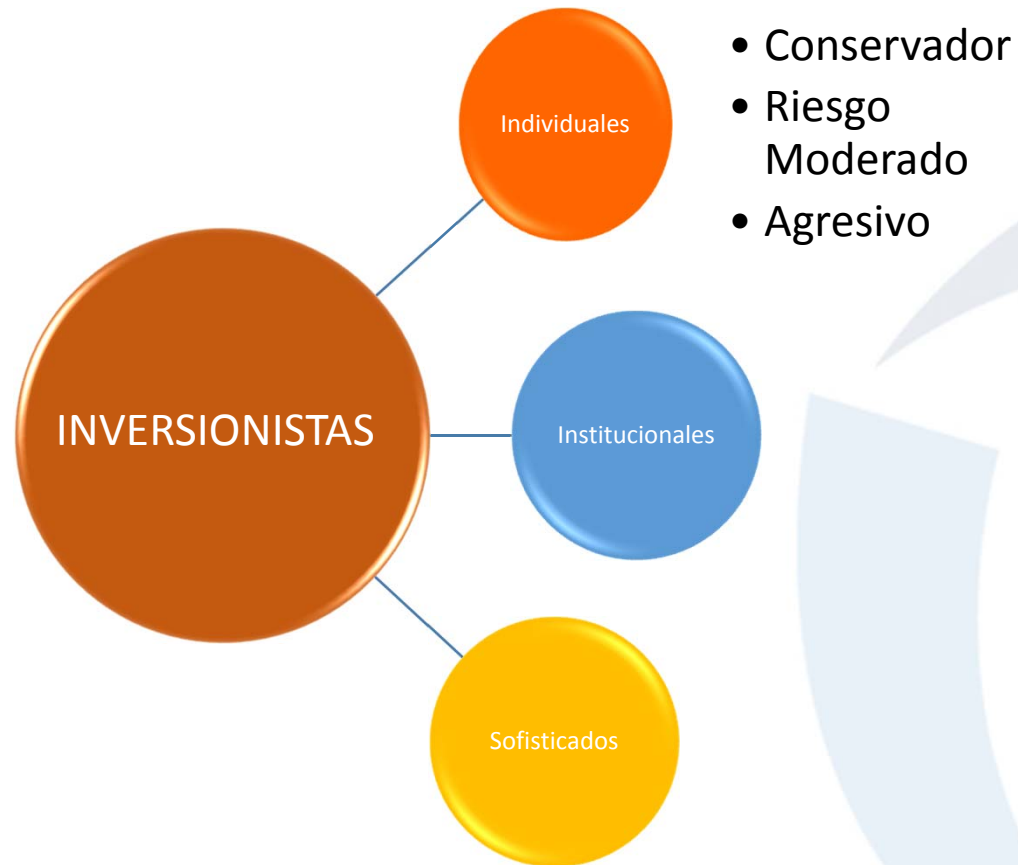 INVERSIONISTAS
Individuales
• Conservador
• Riesgo
Moderado
• Agresivo
Institucionales
Sofisticados